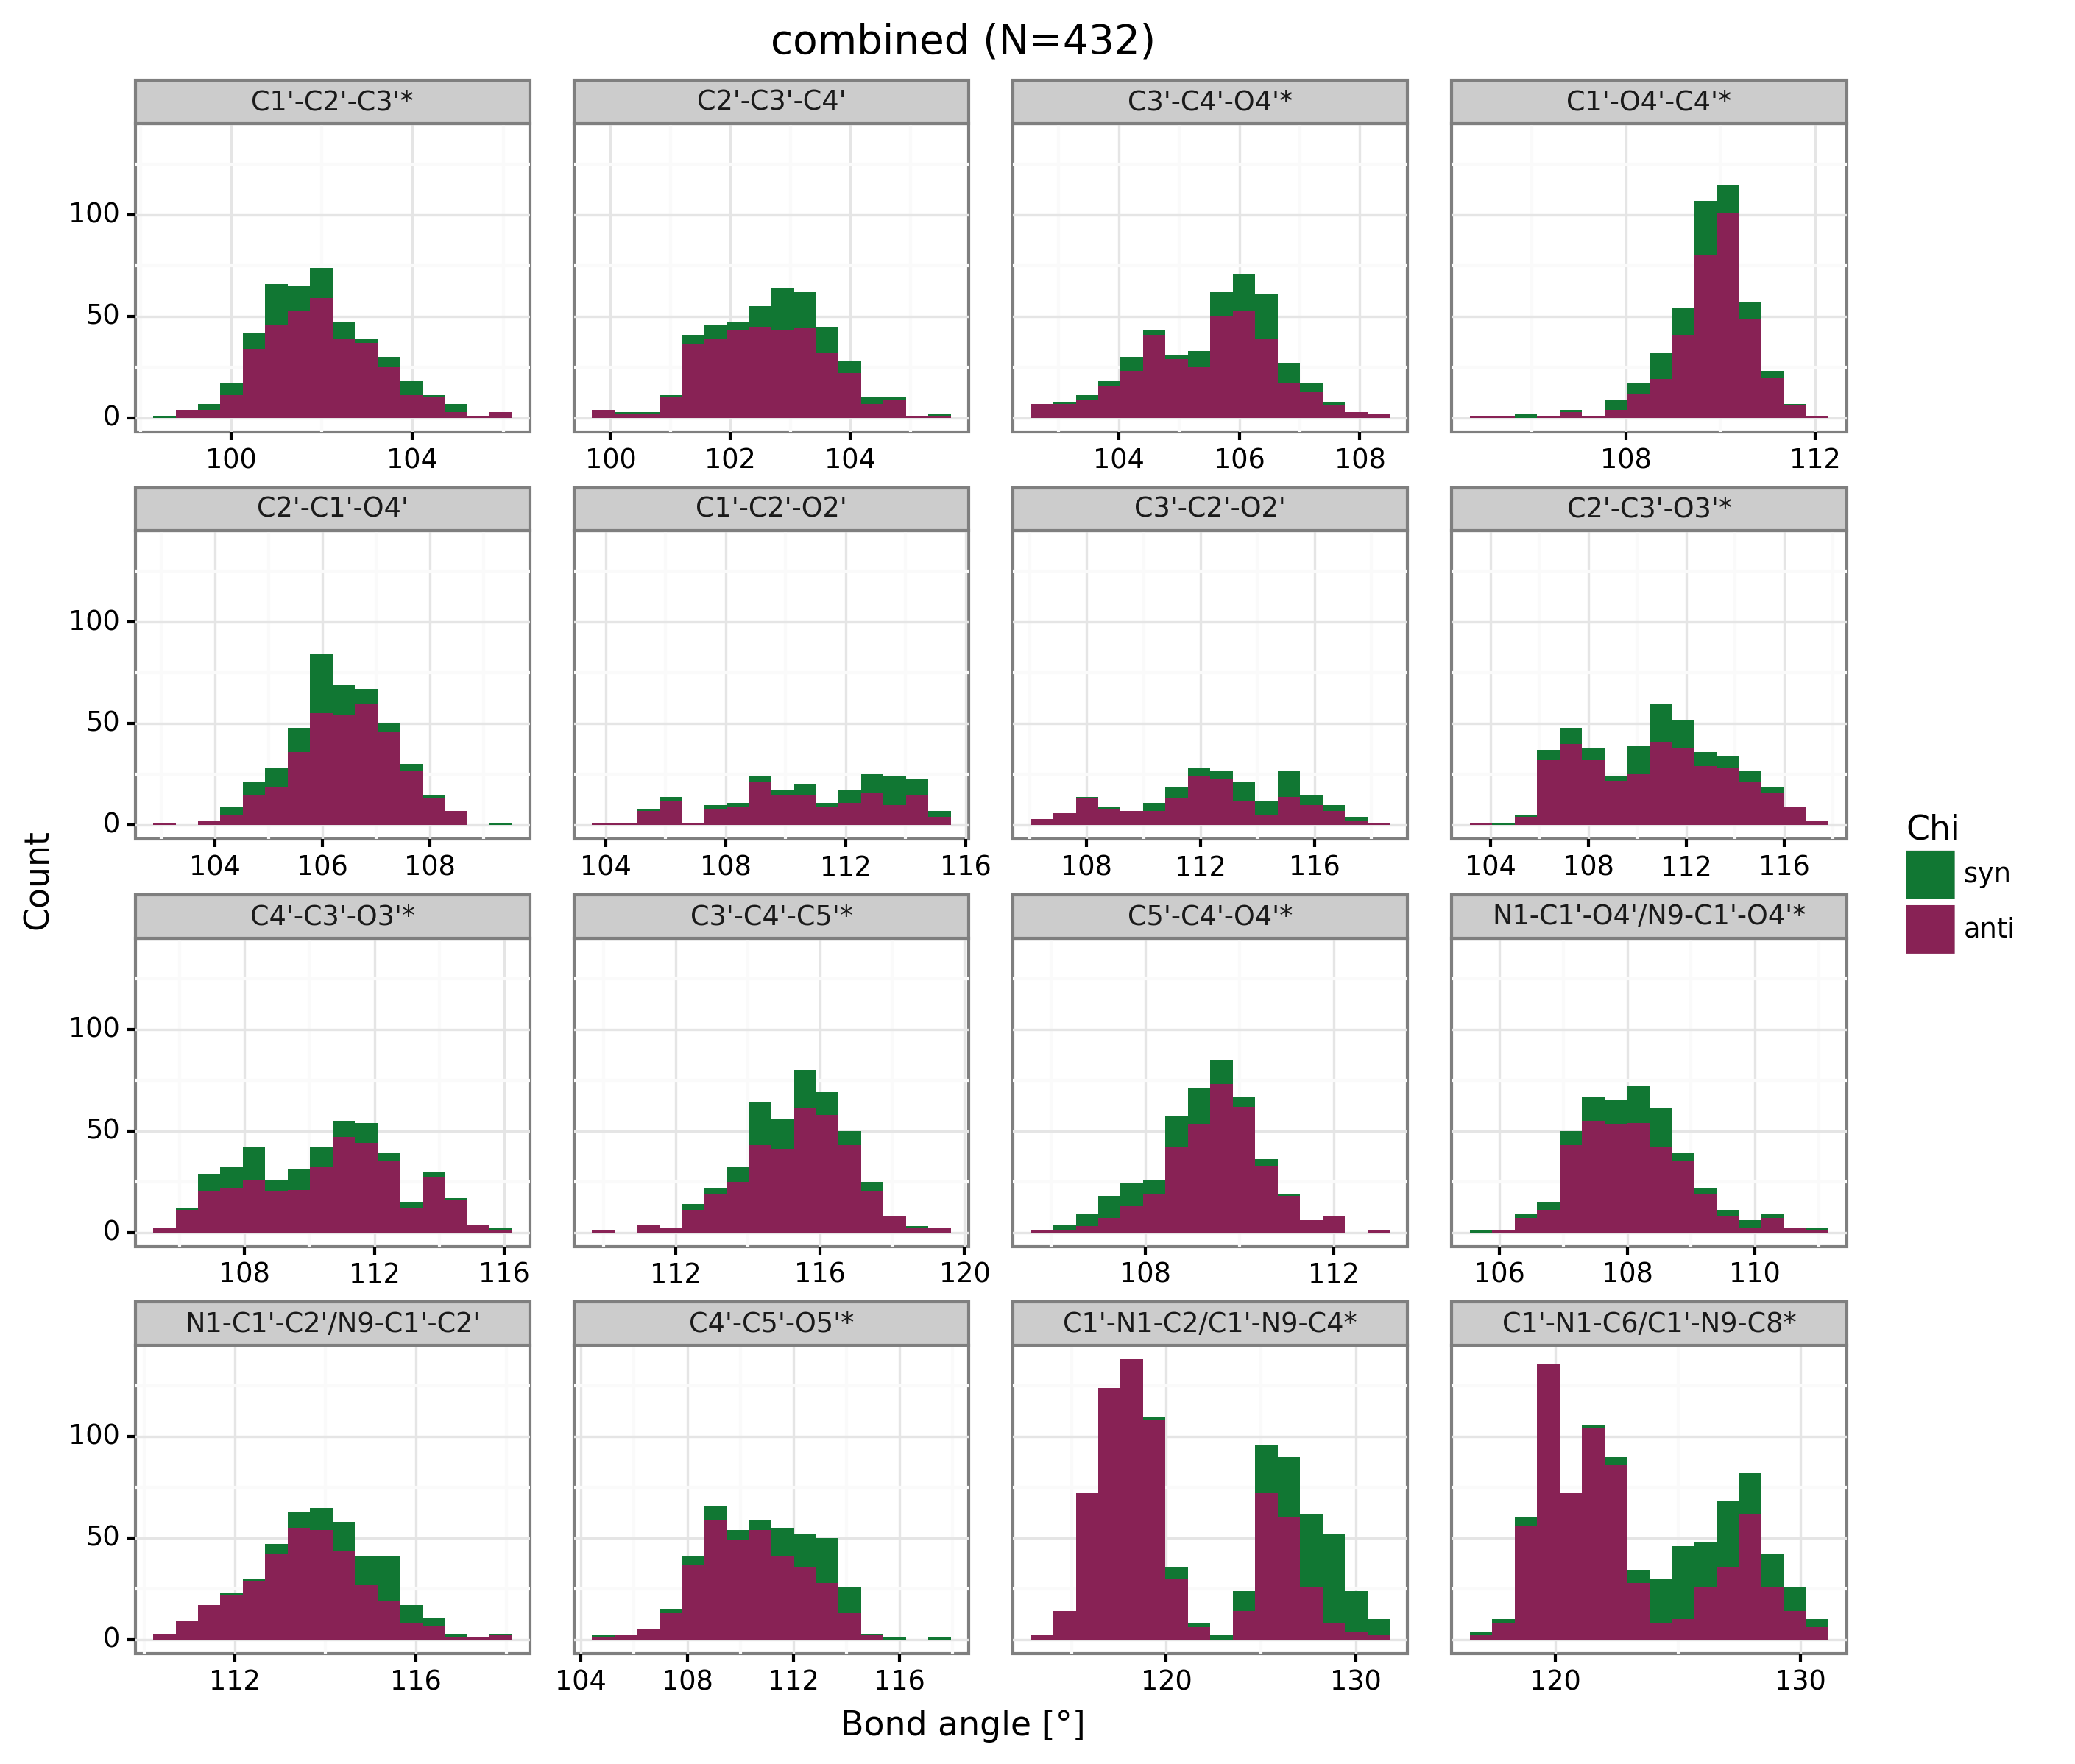 combined (N=432)
C1'-C2'-C3'*
C2'-C3'-C4'
C3'-C4'-O4'*
C1'-O4'-C4'*
100
50
0
100 104
100 102 104
104 106 108
108 112
C2'-C1'-O4'
C1'-C2'-O2'
C3'-C2'-O2'
C2'-C3'-O3'*
100
50
0
104 106 108
104 108 112 116
108 112 116
104 108 112 116
Count
Chi
syn
anti
C4'-C3'-O3'*
C3'-C4'-C5'*
C5'-C4'-O4'*
N1-C1'-O4'/N9-C1'-O4'*
100
50
0
108 112 116
112 116 120
108 112
106 108 110
N1-C1'-C2'/N9-C1'-C2'
C4'-C5'-O5'*
C1'-N1-C2/C1'-N9-C4*
C1'-N1-C6/C1'-N9-C8*
100
50
0
112 116
104 108 112 116
120 130
120 130
Bond angle [°]